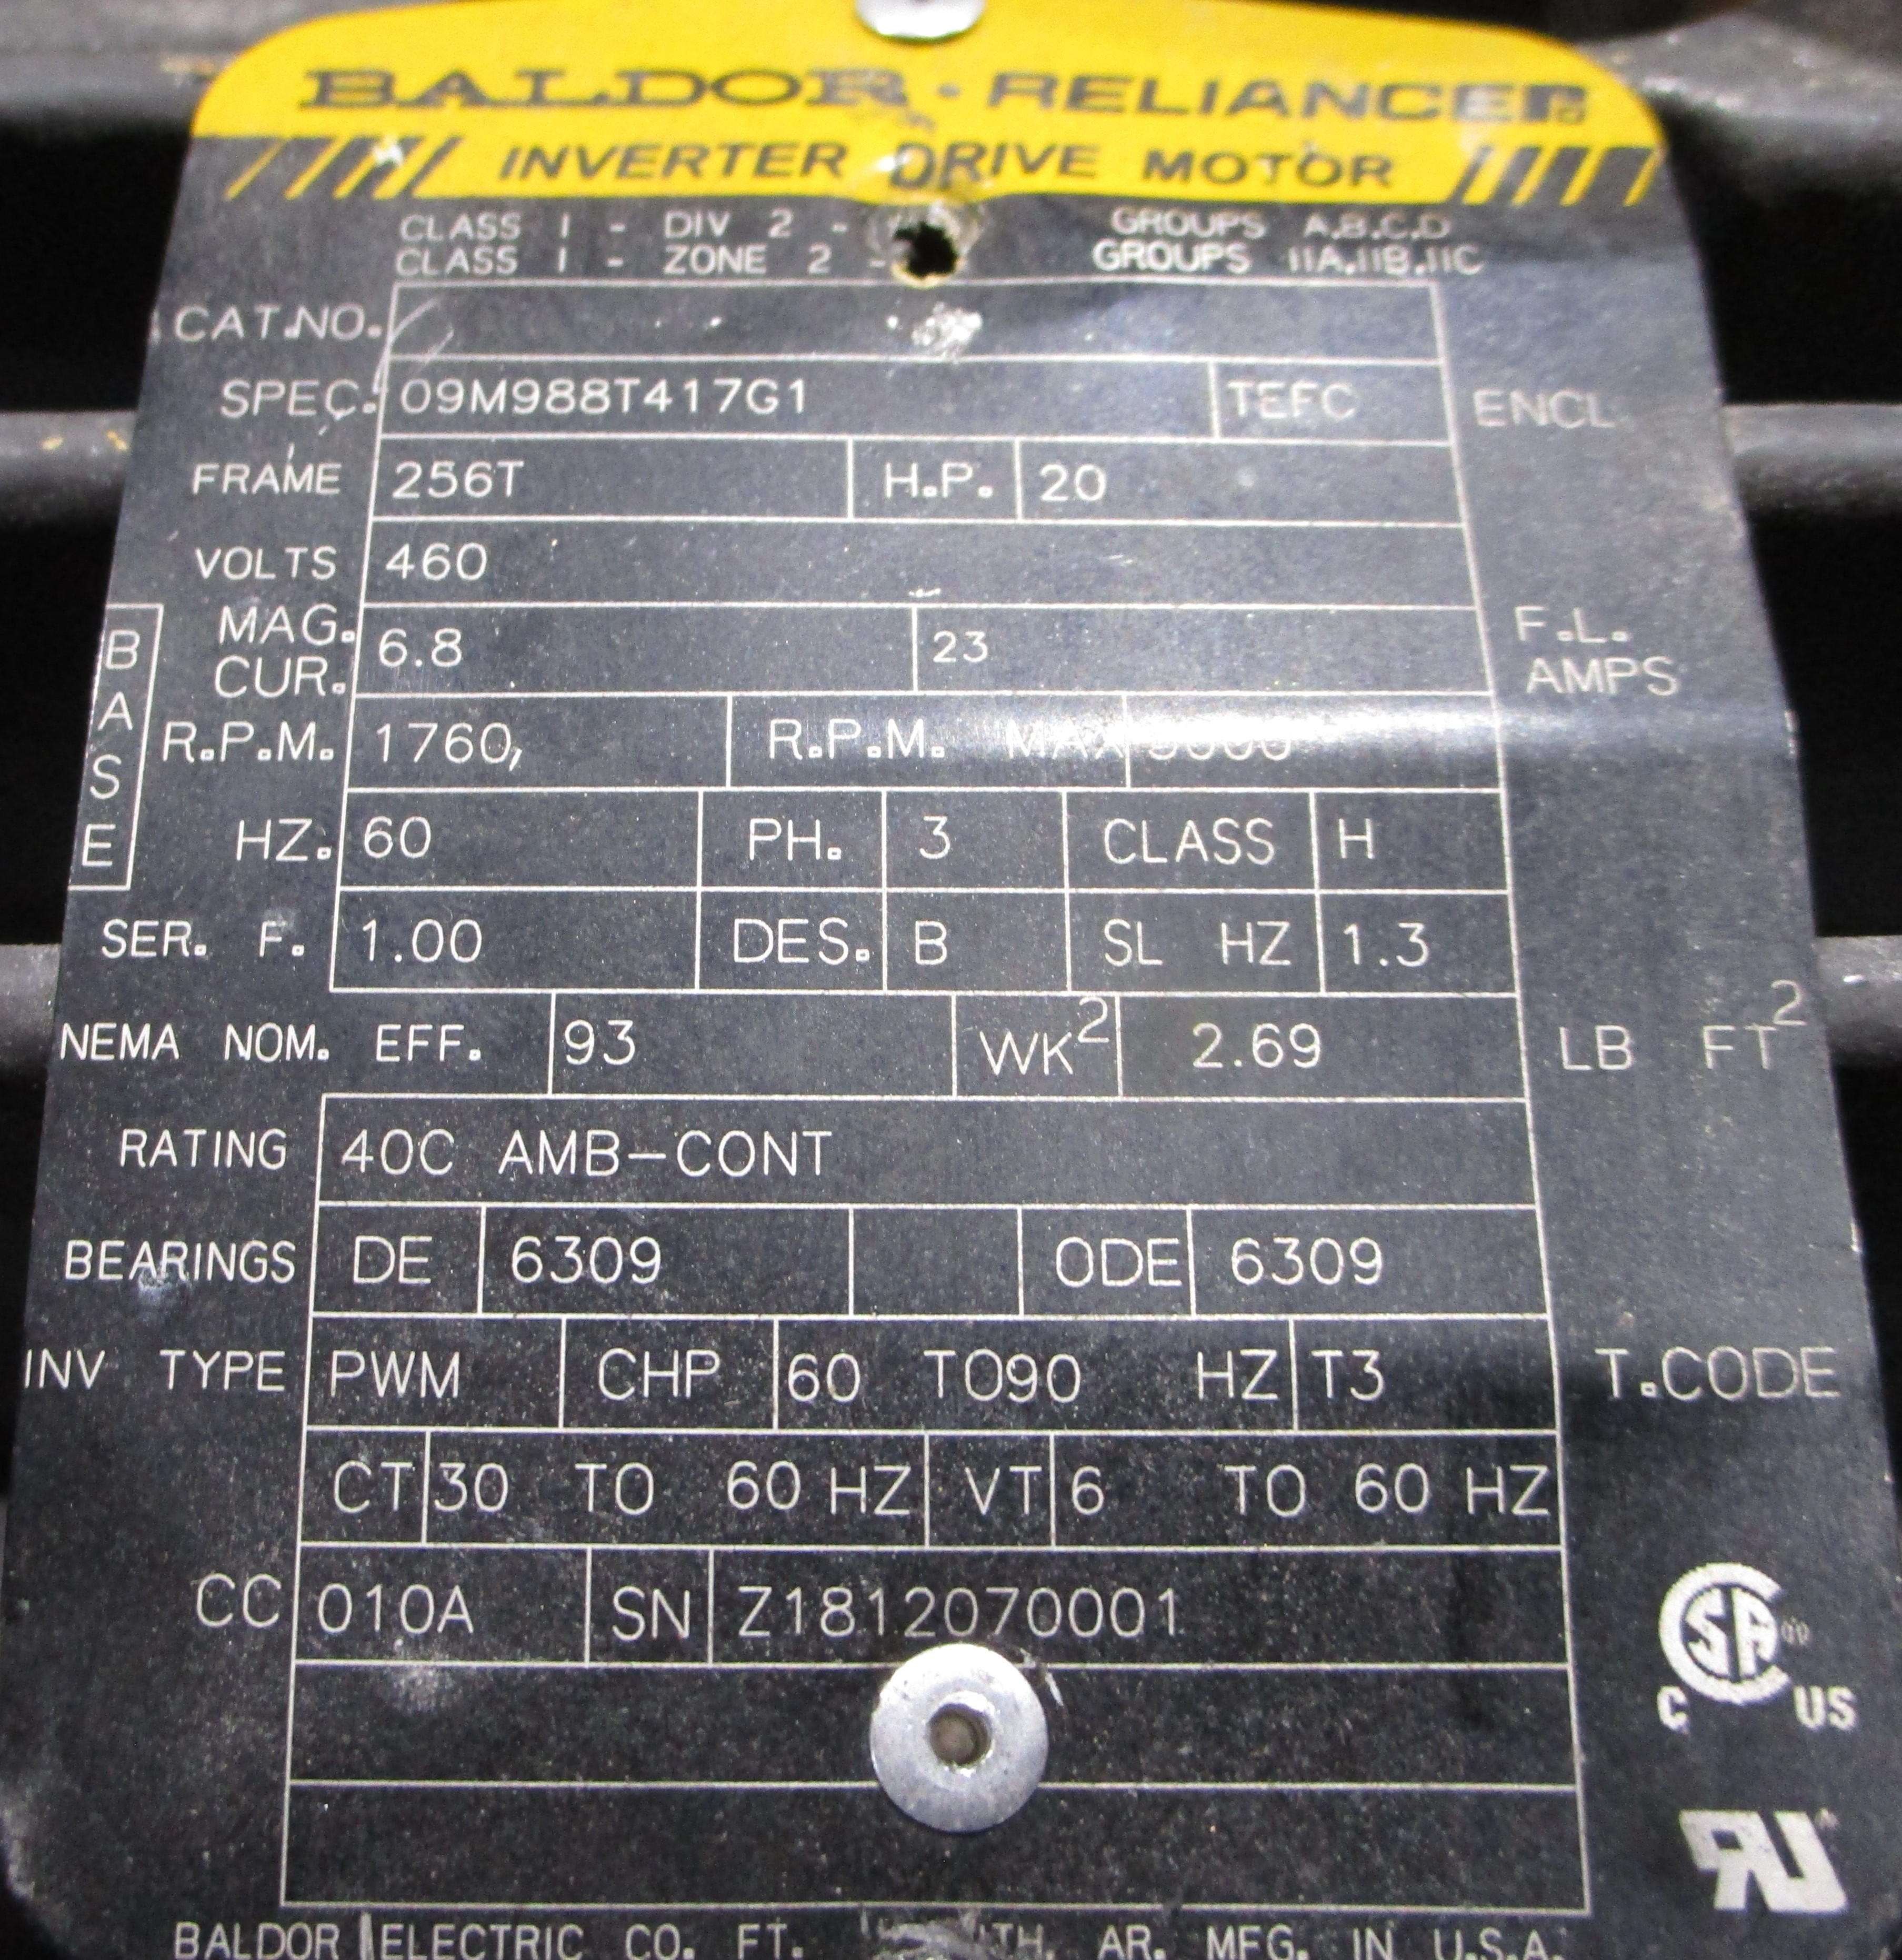 BALDOR · RELIANCER
INVERTER DRIVE MOTOR
CLASS I - DIV 2 - GROUPS A,B,C,D
CLASS I - ZONE 2 - GROUPS IIA,IIB,IIC
CAT.NO.
SPEC. 09M988T417G1 TEFC ENCL.
FRAME 256T H.P. 20
VOLTS 460
BASE
MAG. CUR. 6.8 23 F.L. AMPS
R.P.M. 1760, R.P.M. MAX
HZ. 60 PH. 3 CLASS H
SER. F. 1.00 DES. B SL HZ 1.3
NEMA NOM. EFF. 93 WK² 2.69 LB FT²
RATING 40C AMB-CONT
BEARINGS DE 6309 ODE 6309
INV TYPE PWM CHP 60 TO90 HZ T3 T.CODE
CT 30 TO 60 HZ VT 6 TO 60 HZ
CC 010A SN Z1812070001
SA
C US
RU
BALDOR ELECTRIC CO. FT. AR. MFG. IN U.S.A.